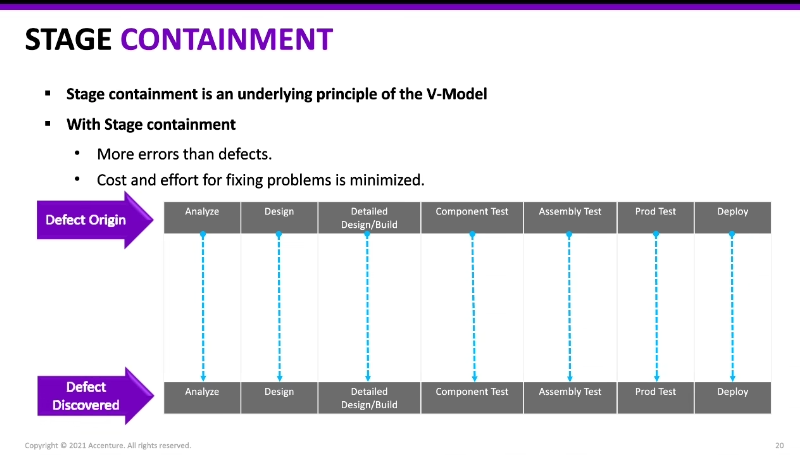 STAGE CONTAINMENT
▪ Stage containment is an underlying principle of the V-Model
▪ With Stage containment
• More errors than defects.
• Cost and effort for fixing problems is minimized.
Defect Origin
Analyze
Design
Detailed
Design/Build
Component Test
Assembly Test
Prod Test
Deploy
Defect
Discovered
Analyze
Design
Detailed
Design/Build
Component Test
Assembly Test
Prod Test
Deploy
Copyright © 2021 Accenture. All rights reserved.
20